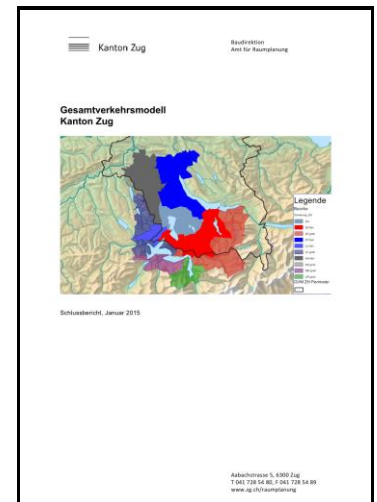 Kanton Zug
Baudirektion
Amt für Raumplanung
Gesamtverkehrsmodell
Kanton Zug
Legende
Schlussbericht, Januar 2015
Aabachstrasse 5, 6300 Zug
T 041 728 54 80, F 041 728 54 89
www.zg.ch/raumplanung